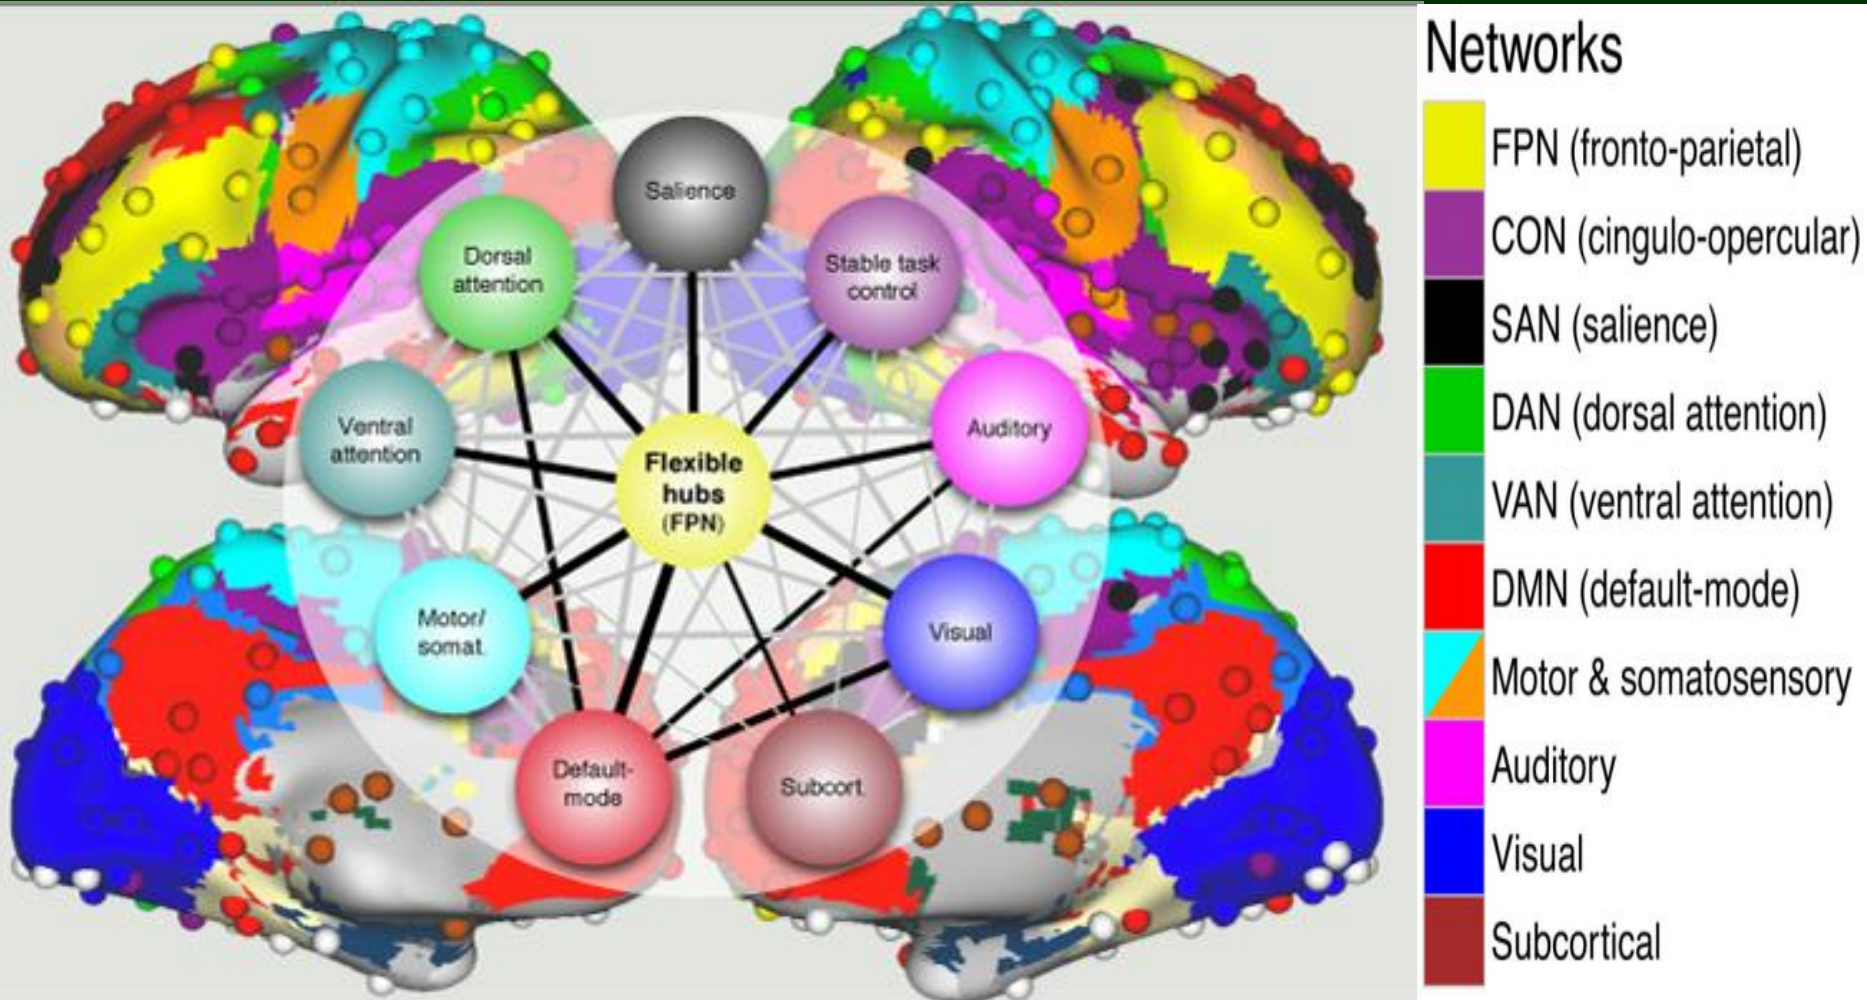 Salience
Dorsal
attention
Stable task
control
Ventral
attention
Auditory
Flexible
hubs
(FPN)
Motor/
somat.
Visual
Default-
mode
Subcort.
Networks
FPN (fronto-parietal)
CON (cingulo-opercular)
SAN (salience)
DAN (dorsal attention)
VAN (ventral attention)
DMN (default-mode)
Motor & somatosensory
Auditory
Visual
Subcortical